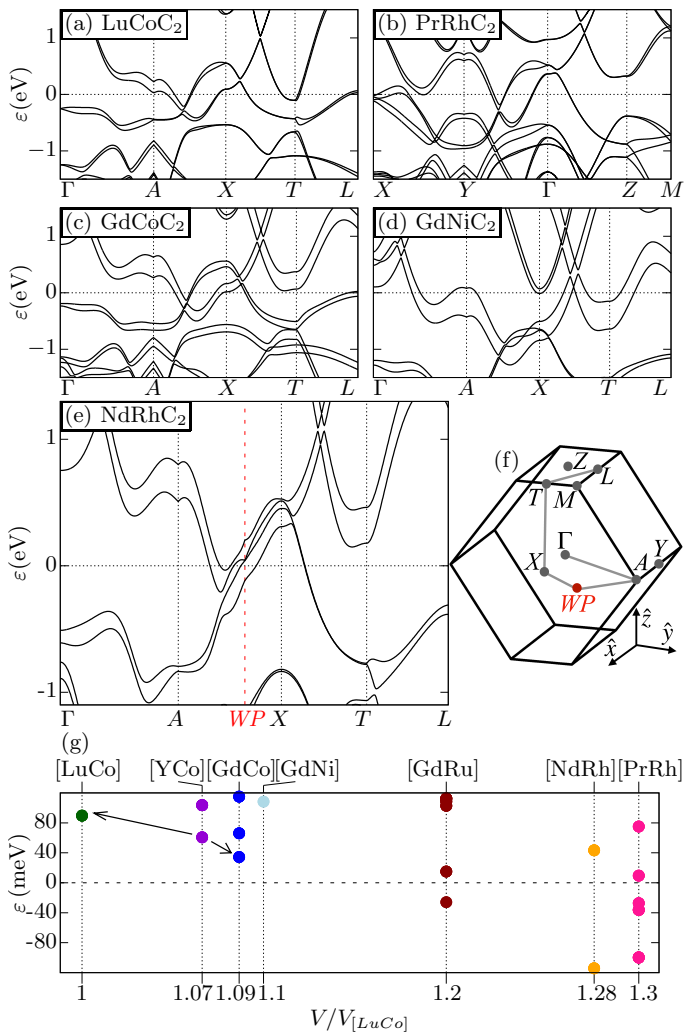 (a) LuCoC₂
(b) PrRhC₂
ε(eV)
1
0
−1
Γ A X T L
X Y Γ Z M
(c) GdCoC₂
(d) GdNiC₂
ε(eV)
1
0
−1
Γ A X T L
Γ A X T L
(e) NdRhC₂
ε(eV)
1
0
-1
Γ A WP X T L
(f)
Z
L
T M
Γ
X
A Y
WP
ẑ
x̂ ŷ
(g)
[LuCo] [YCo] [GdCo] [GdNi] [GdRu] [NdRh] [PrRh]
ε(meV)
80
40
0
-40
-80
1 1.07 1.09 1.1 1.2 1.28 1.3
V/V[LuCo]